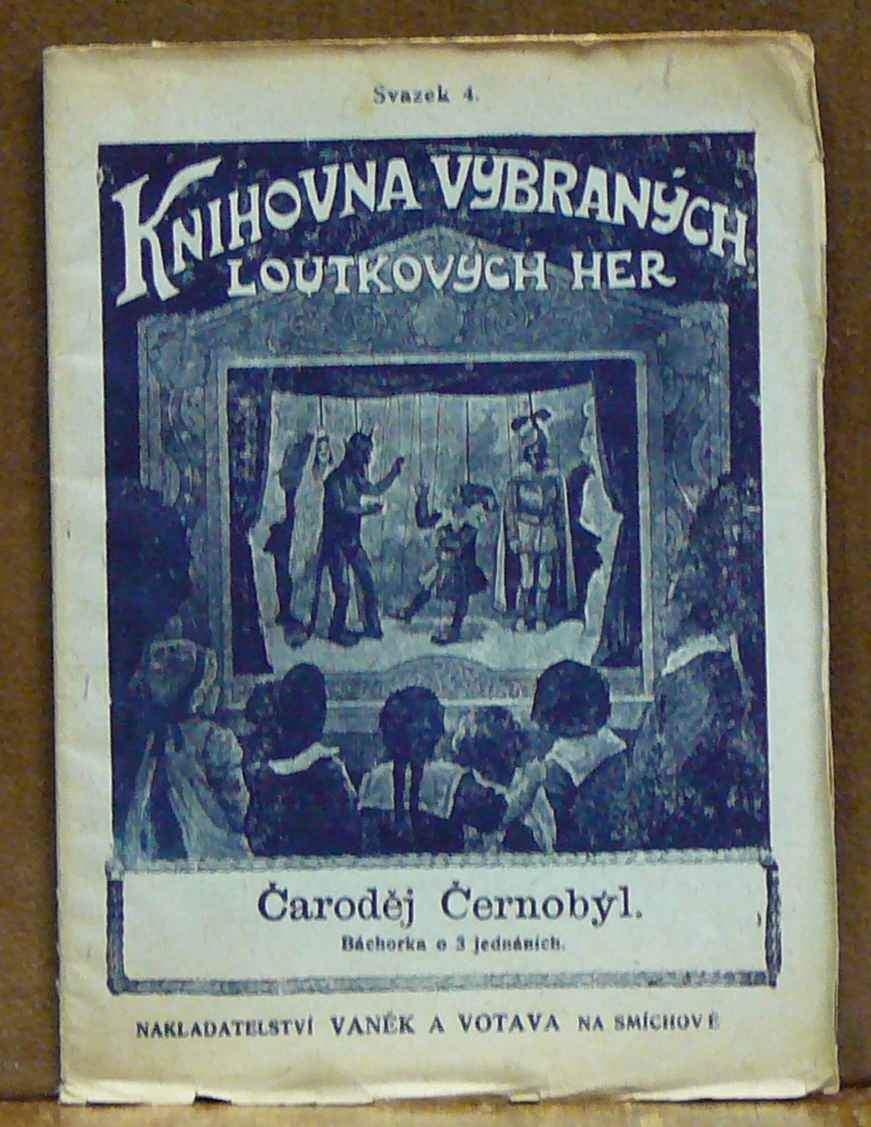 Svazek 4.
KNIHOVNA VYBRANÝCH
LOUTKOVÝCH HER
Čaroděj Černobýl.
Báchorka o 3 jednáních.
NAKLADATELSTVÍ VANĚK A VOTAVA NA SMÍCHOVĚ